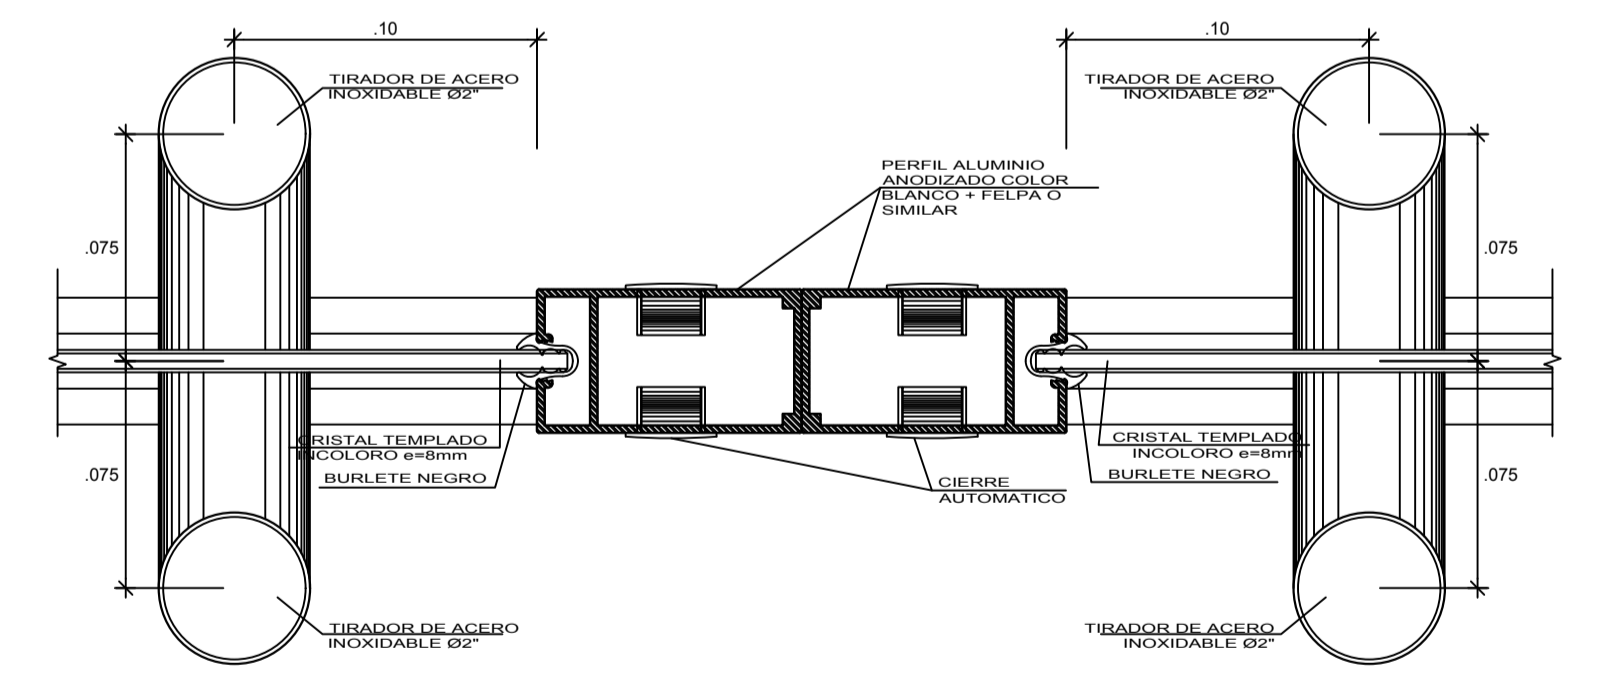 .10
.10
TIRADOR DE ACERO
INOXIDABLE Ø2"
TIRADOR DE ACERO
INOXIDABLE Ø2"
PERFIL ALUMINIO
ANODIZADO COLOR
BLANCO + FELPA O
SIMILAR
.075
.075
CRISTAL TEMPLADO
INCOLORO e=8mm
BURLETE NEGRO
CRISTAL TEMPLADO
INCOLORO e=8mm
BURLETE NEGRO
.075
.075
CIERRE
AUTOMATICO
TIRADOR DE ACERO
INOXIDABLE Ø2"
TIRADOR DE ACERO
INOXIDABLE Ø2"